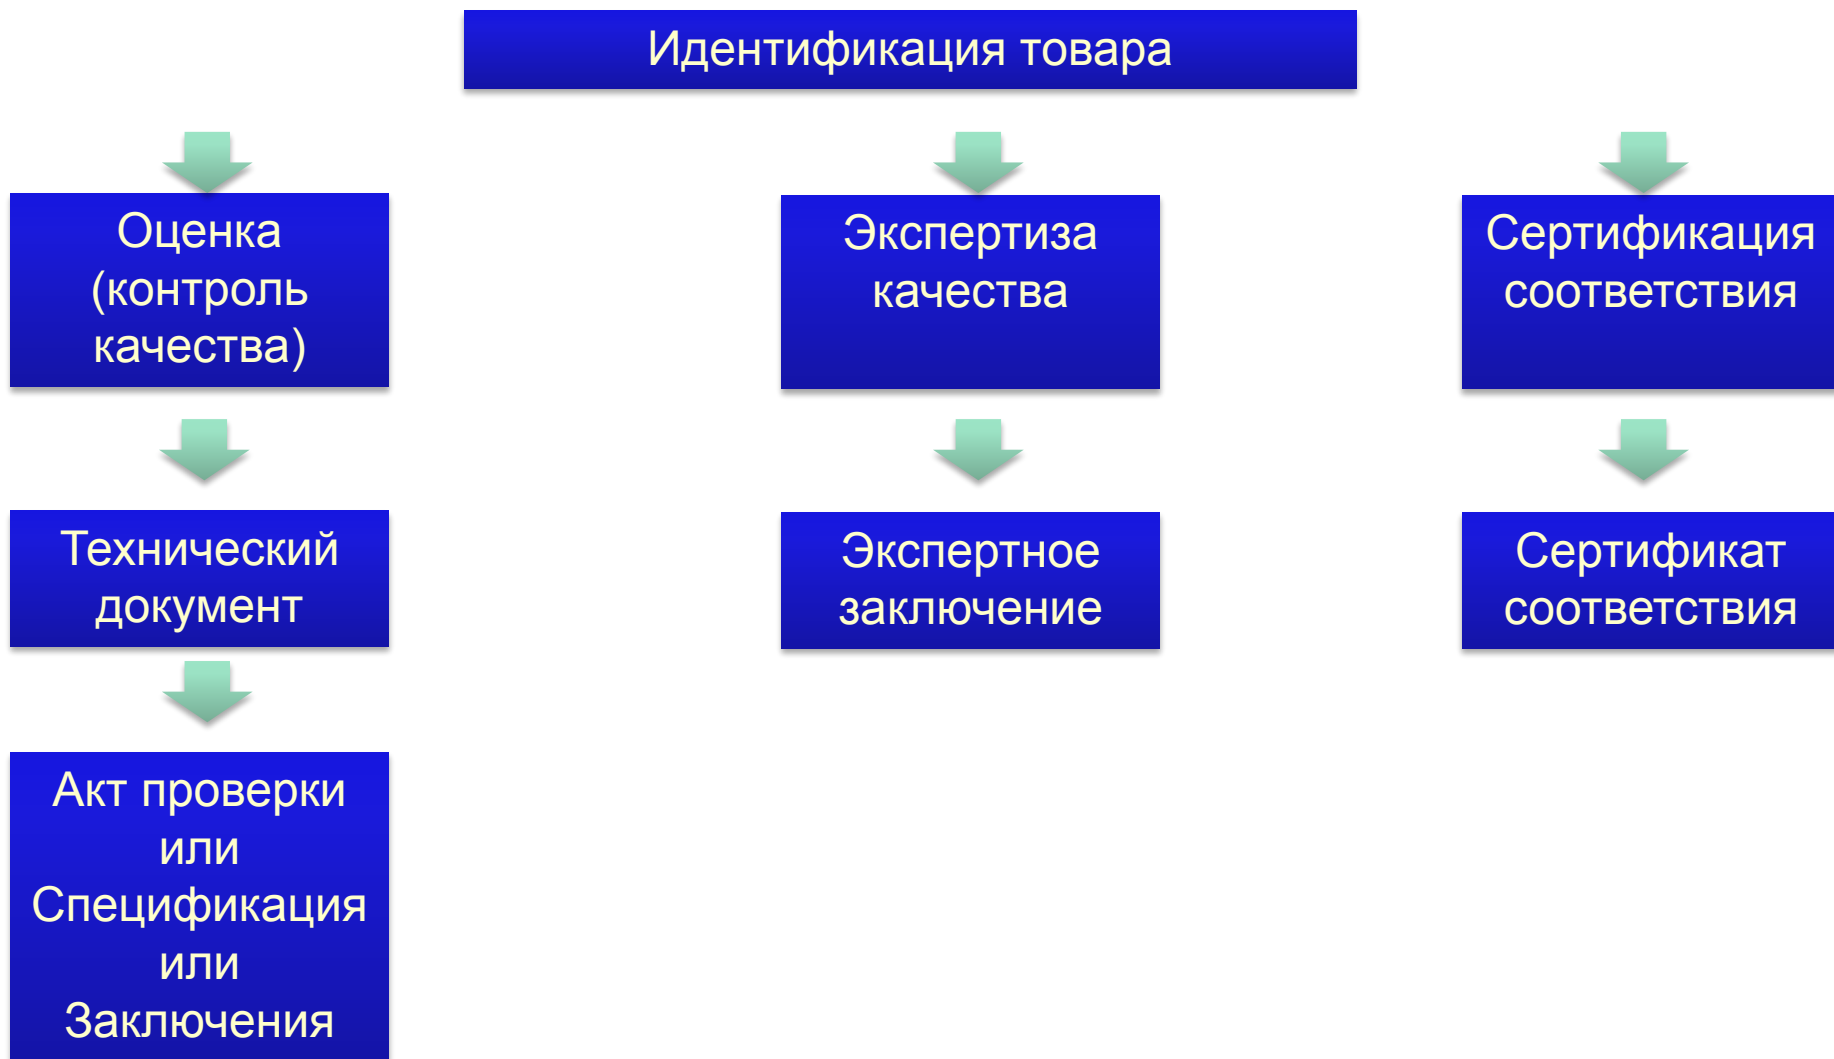 Идентификация товара
Оценка
(контроль
качества)
Экспертиза
качества
Сертификация
соответствия
Технический
документ
Экспертное
заключение
Сертификат
соответствия
Акт проверки
или
Спецификация
или
Заключения